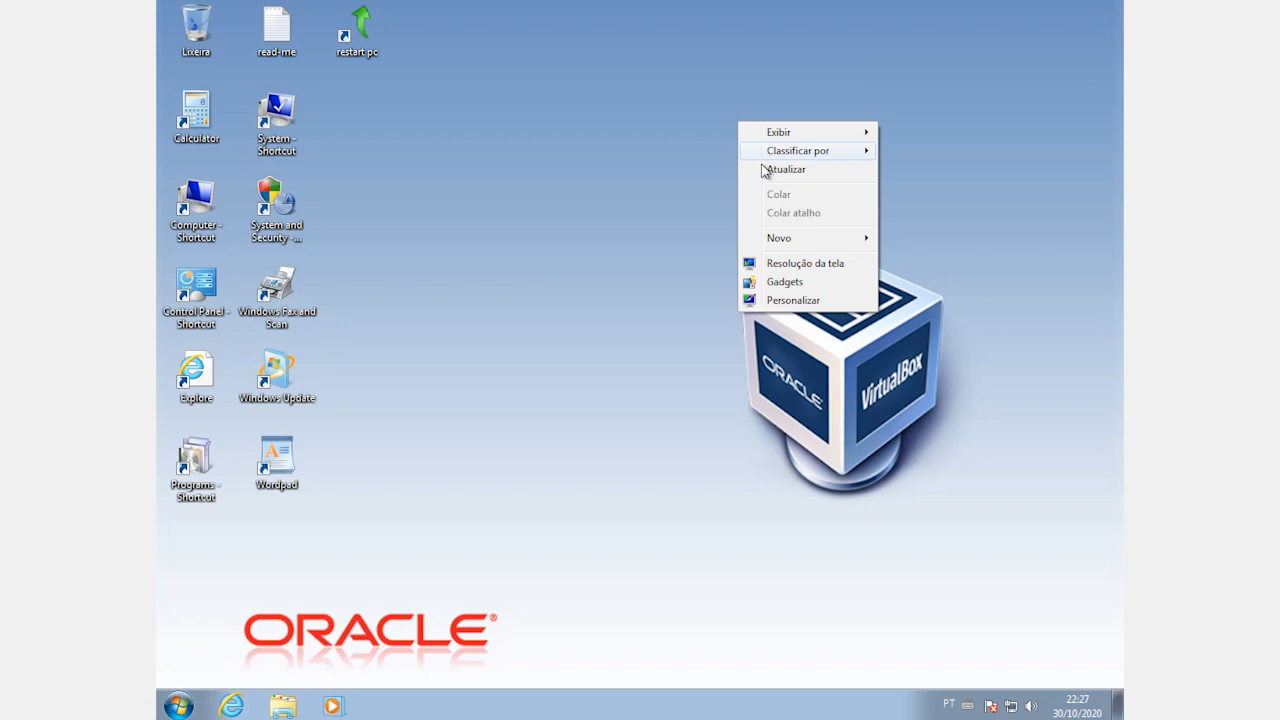 Lixeira
read-me
restart pc
Calculator
System -
Shortcut
Computer -
Shortcut
System and
Security -...
Control Panel -
Shortcut
Windows Fax and
Scan
Explore
Windows Update
Programs -
Shortcut
Wordpad
Exibir
Classificar por
Atualizar
Colar
Colar atalho
Novo
Resolução da tela
Gadgets
Personalizar
ORACLE
VirtualBox
ORACLE®
PT
22:27
30/10/2020